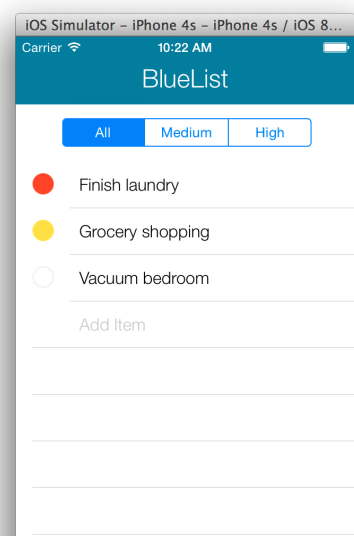 iOS Simulator – iPhone 4s – iPhone 4s / iOS 8...
Carrier 10:22 AM
BlueList
All Medium High
Finish laundry
Grocery shopping
Vacuum bedroom
Add Item